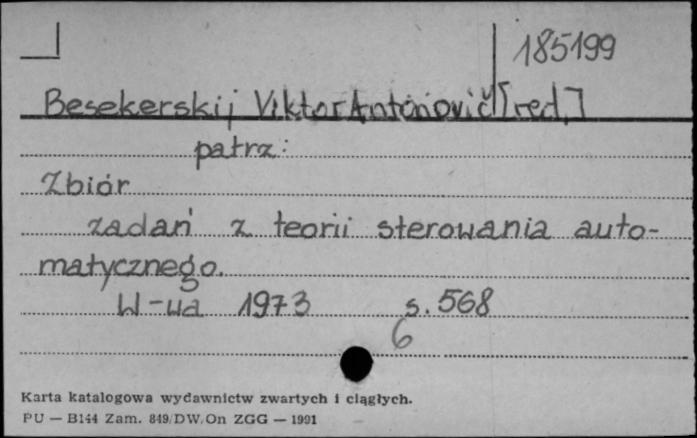 185199
Besekerskij Viktor Antonovič [red.]
patrz:
Zbiór
zadań z teorii sterowania auto-
matycznego.
W-wa 1973 s. 568
6
Karta katalogowa wydawnictw zwartych i ciągłych.
PU — B144 Zam. 849/DW/On ZGG — 1991